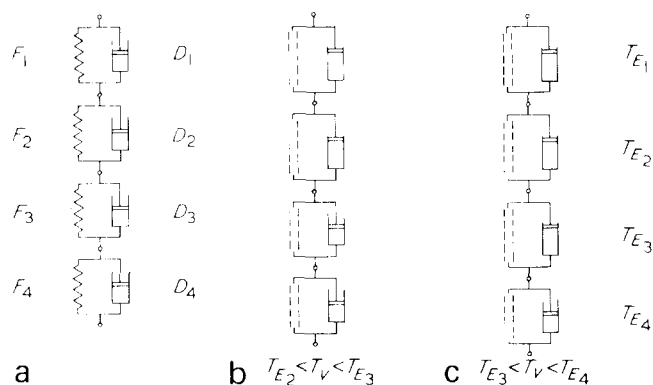 F1 D1 TE1
F2 D2 TE2
F3 D3 TE3
F4 D4 TE4
a b TE2<Tv<TE3 c TE3<Tv<TE4